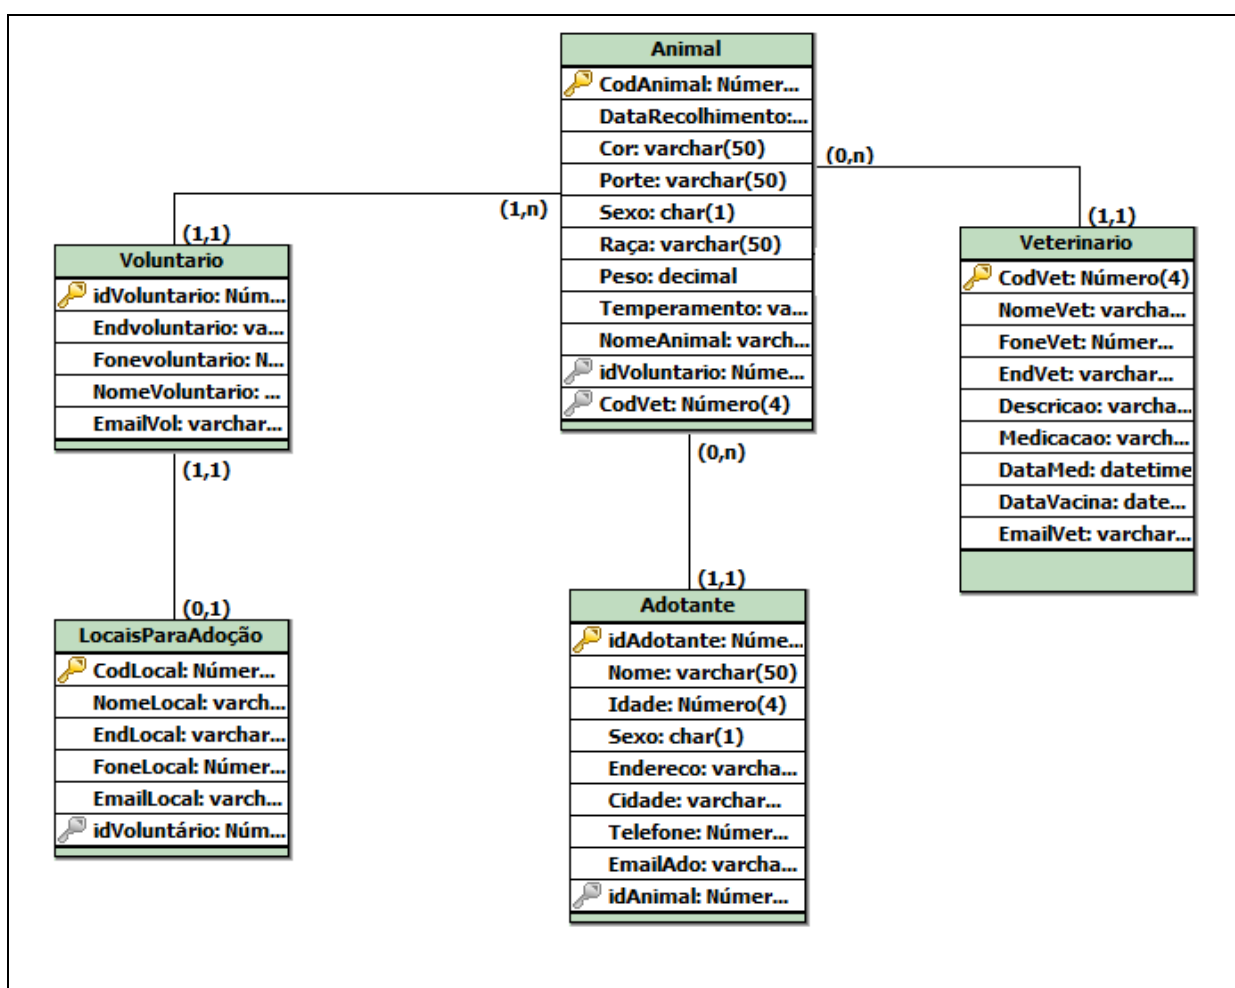 Animal
CodAnimal: Númer...
DataRecolhimento:...
Cor: varchar(50)
Porte: varchar(50)
Sexo: char(1)
Raça: varchar(50)
Peso: decimal
Temperamento: va...
NomeAnimal: varch...
idVoluntario: Núme...
CodVet: Número(4)
(0,n)
(1,n)
(1,1)
(1,1)
Voluntario
idVoluntario: Núm...
Endvoluntario: va...
Fonevoluntario: N...
NomeVoluntario: ...
EmailVol: varchar...
Veterinario
CodVet: Número(4)
NomeVet: varcha...
FoneVet: Númer...
EndVet: varchar...
Descricao: varcha...
Medicacao: varch...
DataMed: datetime
DataVacina: date...
EmailVet: varchar...
(1,1)
(0,n)
(0,1)
(1,1)
LocaisParaAdoção
CodLocal: Númer...
NomeLocal: varch...
EndLocal: varchar...
FoneLocal: Númer...
EmailLocal: varch...
idVoluntário: Núm...
Adotante
idAdotante: Núme...
Nome: varchar(50)
Idade: Número(4)
Sexo: char(1)
Endereco: varcha...
Cidade: varchar...
Telefone: Númer...
EmailAdo: varcha...
idAnimal: Númer...